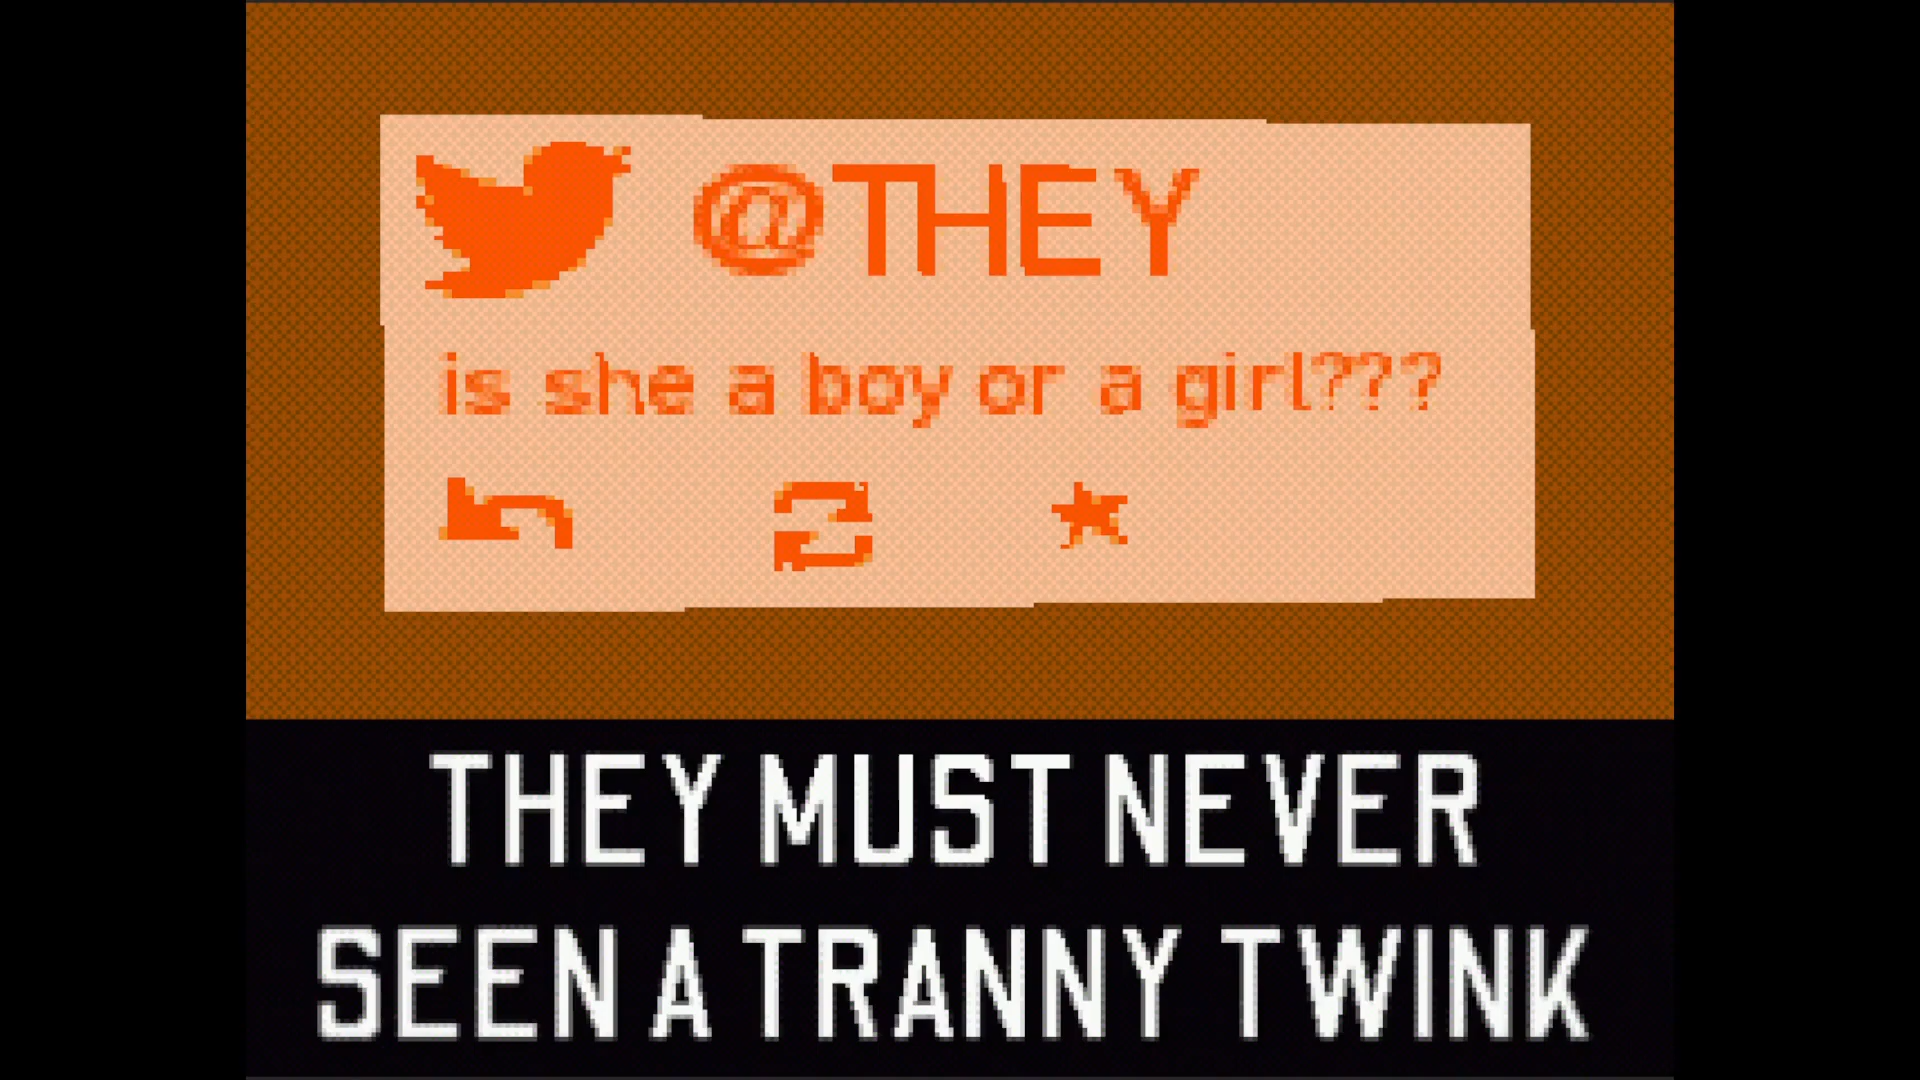 @THEY
is she a boy or a girl???
THEY MUST NEVER
SEEN A TRANNY TWINK